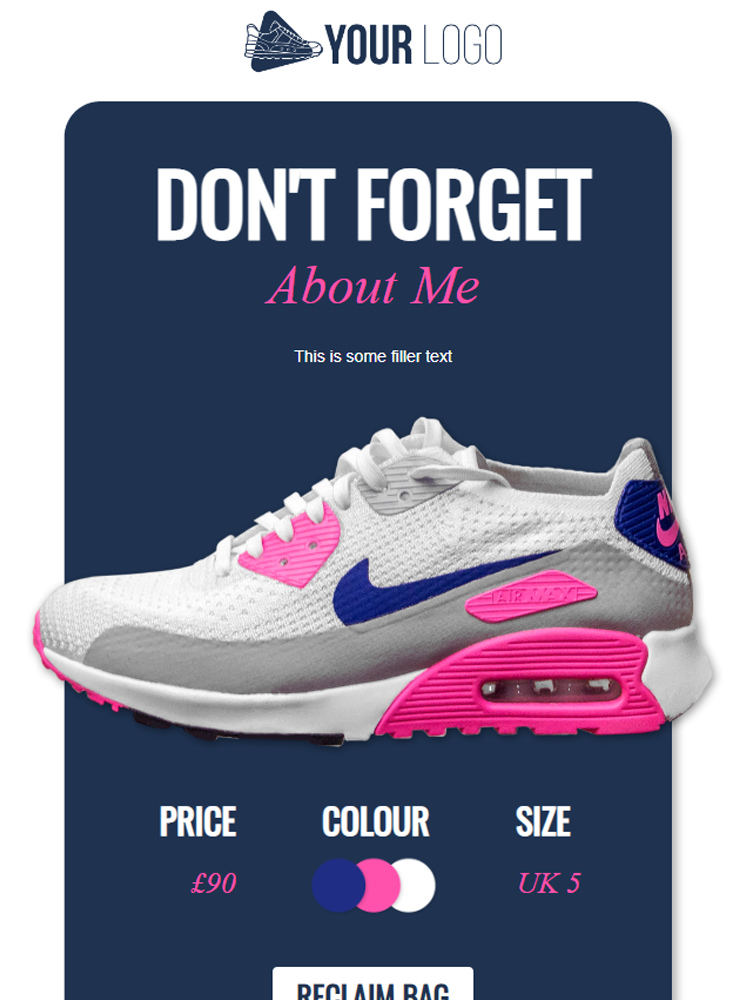 YOUR LOGO
DON'T FORGET
About Me
This is some filler text
AIR MAX
PRICE
COLOUR
SIZE
£90
UK 5
RECLAIM BAG